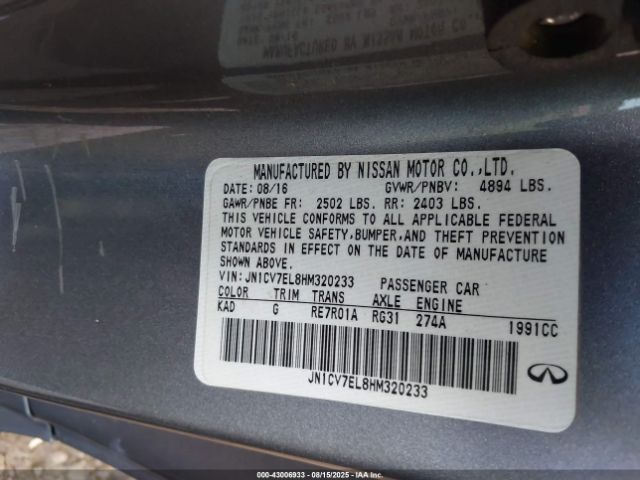 MANUFACTURED BY NISSAN MOTOR CO.,LTD.
DATE: 08/16 GVWR/PNBV: 4894 LBS.
GAWR/PNBE FR: 2502 LBS. RR: 2403 LBS.
THIS VEHICLE CONFORMS TO ALL APPLICABLE FEDERAL
MOTOR VEHICLE SAFETY,BUMPER,AND THEFT PREVENTION
STANDARDS IN EFFECT ON THE DATE OF MANUFACTURE
SHOWN ABOVE.
VIN:JN1CV7EL8HM320233 PASSENGER CAR
COLOR TRIM TRANS AXLE ENGINE
KAD G RE7R01A RG31 274A 1991CC
JN1CV7EL8HM320233
000-43006933 - 08/15/2025 - IAAI.COM